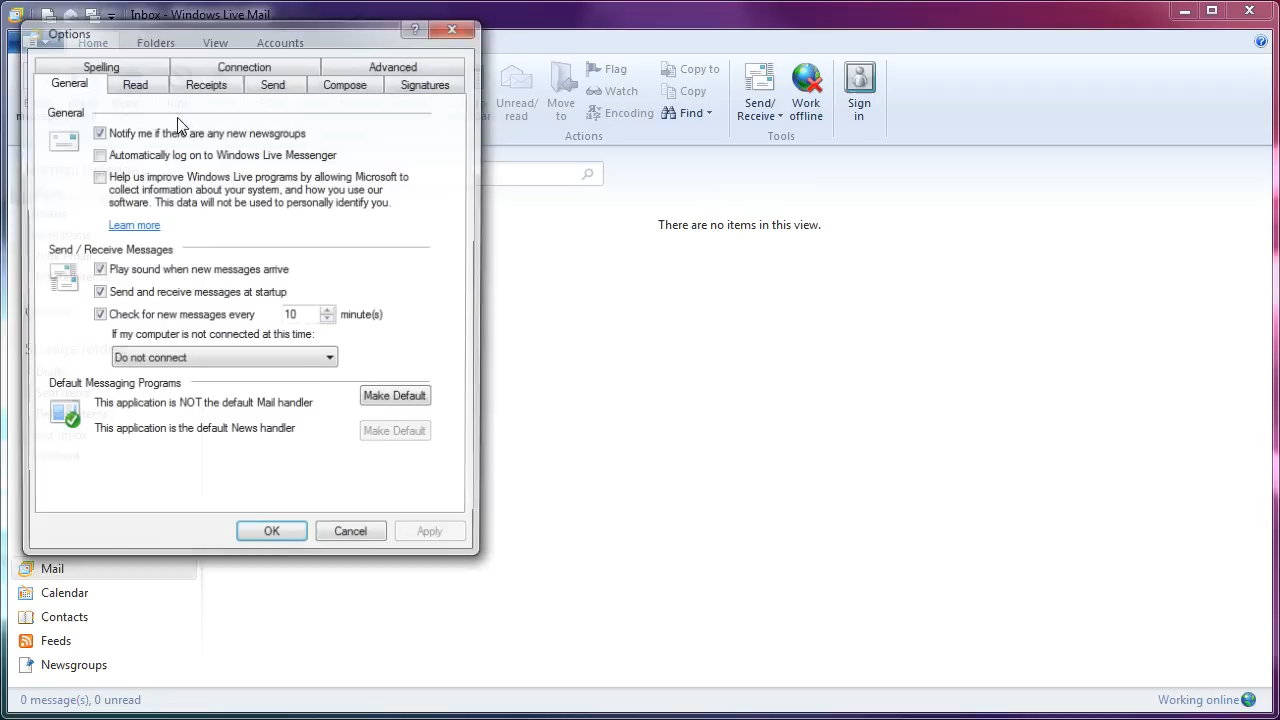 Inbox - Windows Live Mail
Options
Home Folders View Accounts
Spelling Connection Advanced
General Read Receipts Send Compose Signatures
General
Notify me if there are any new newsgroups
Automatically log on to Windows Live Messenger
Help us improve Windows Live programs by allowing Microsoft to
collect information about your system, and how you use our
software. This data will not be used to personally identify you.
Learn more
Send / Receive Messages
Play sound when new messages arrive
Send and receive messages at startup
Check for new messages every 10 minute(s)
If my computer is not connected at this time:
Do not connect
Default Messaging Programs
This application is NOT the default Mail handler Make Default
This application is the default News handler Make Default
OK Cancel Apply
Unread/
read
Move
to
Flag
Watch
Encoding
Copy to
Copy
Find
Actions
Send/
Receive
Work
offline
Tools
Sign
in
There are no items in this view.
Mail
Calendar
Contacts
Feeds
Newsgroups
0 message(s), 0 unread
Working online